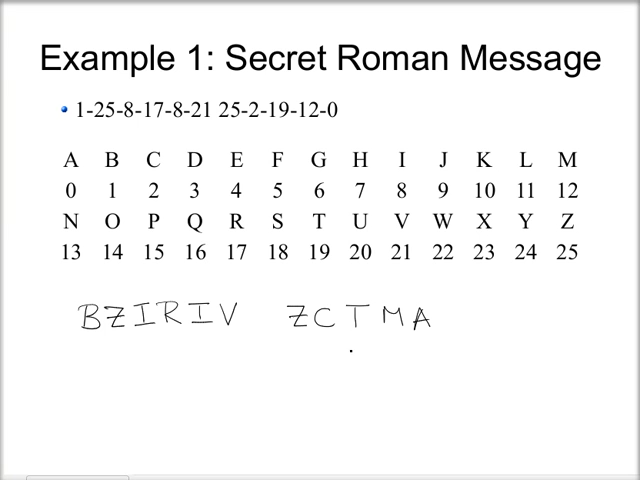 Example 1: Secret Roman Message
1-25-8-17-8-21 25-2-19-12-0
A B C D E F G H I J K L M
0 1 2 3 4 5 6 7 8 9 10 11 12
N O P Q R S T U V W X Y Z
13 14 15 16 17 18 19 20 21 22 23 24 25
BZIRIV ZCTMA